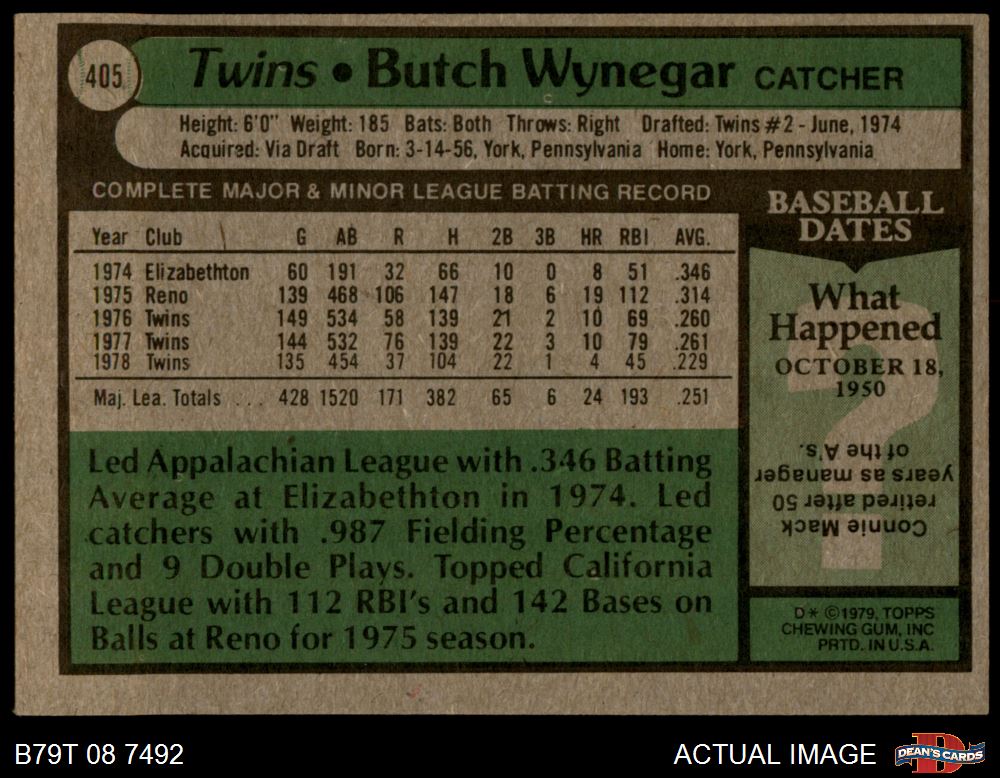 405
Twins • Butch Wynegar CATCHER
Height: 6'0" Weight: 185 Bats: Both Throws: Right Drafted: Twins #2 - June, 1974
Acquired: Via Draft Born: 3-14-56, York, Pennsylvania Home: York, Pennsylvania
COMPLETE MAJOR & MINOR LEAGUE BATTING RECORD
Year Club G AB R H 2B 3B HR RBI AVG.
1974 Elizabethton 60 191 32 66 10 0 8 51 .346
1975 Reno 139 468 106 147 18 6 19 112 .314
1976 Twins 149 534 58 139 21 2 10 69 .260
1977 Twins 144 532 76 139 22 3 10 79 .261
1978 Twins 135 454 37 104 22 1 4 45 .229
Maj. Lea. Totals ... 428 1520 171 382 65 6 24 193 .251
Led Appalachian League with .346 Batting
Average at Elizabethton in 1974. Led
catchers with .987 Fielding Percentage
and 9 Double Plays. Topped California
League with 112 RBI's and 142 Bases on
Balls at Reno for 1975 season.
BASEBALL
DATES
What
Happened
OCTOBER 18,
1950
?
Connie Mack
retired after 50
years as manager
of the A's.
D* ©1979, TOPPS
CHEWING GUM, INC
PRTD. IN U.S.A.
B79T 08 7492
ACTUAL IMAGE
DEAN'S CARDS